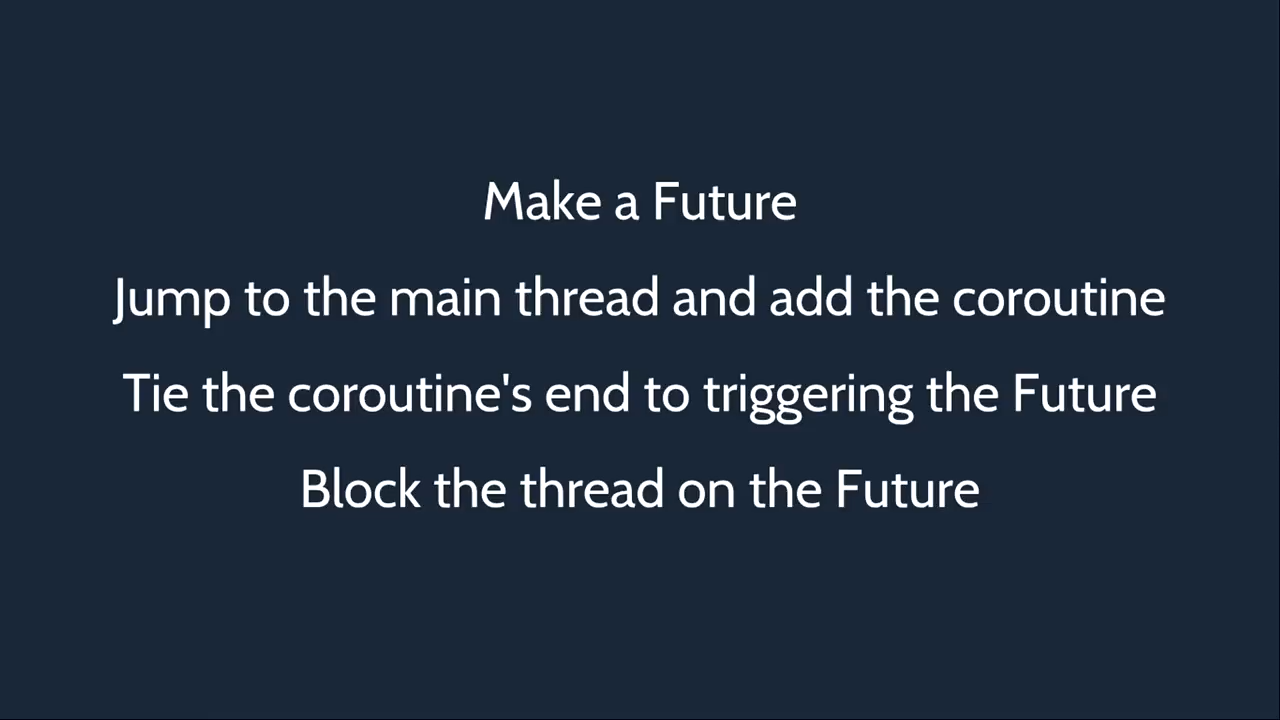 Make a Future
Jump to the main thread and add the coroutine
Tie the coroutine's end to triggering the Future
Block the thread on the Future